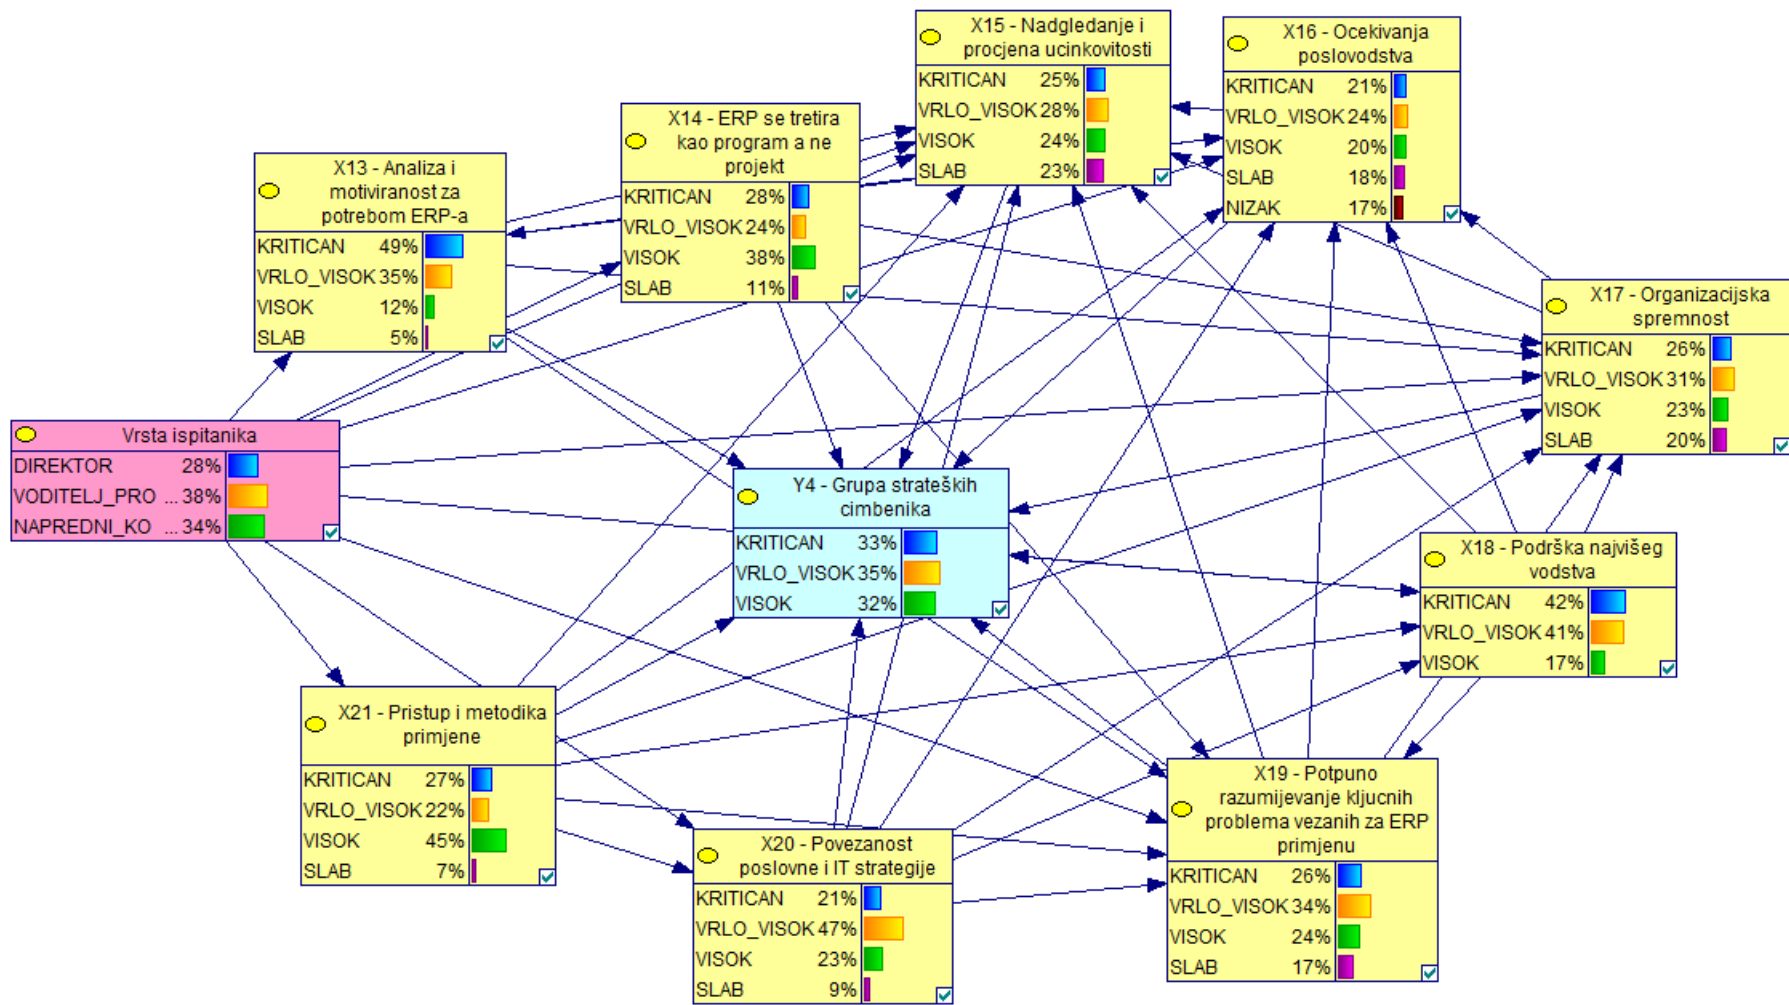 X15 - Nadgledanje i
procjena ucinkovitosti
KRITICAN 25%
VRLO_VISOK 28%
VISOK 24%
SLAB 23%
X16 - Ocekivanja
poslovodstva
KRITICAN 21%
VRLO_VISOK 24%
VISOK 20%
SLAB 18%
NIZAK 17%
X14 - ERP se tretira
kao program a ne
projekt
KRITICAN 28%
VRLO_VISOK 24%
VISOK 38%
SLAB 11%
X13 - Analiza i
motiviranost za
potrebom ERP-a
KRITICAN 49%
VRLO_VISOK 35%
VISOK 12%
SLAB 5%
X17 - Organizacijska
spremnost
KRITICAN 26%
VRLO_VISOK 31%
VISOK 23%
SLAB 20%
Vrsta ispitanika
DIREKTOR 28%
VODITELJ_PRO ... 38%
NAPREDNI_KO ... 34%
Y4 - Grupa strateških
cimbenika
KRITICAN 33%
VRLO_VISOK 35%
VISOK 32%
X18 - Podrška najvišeg
vodstva
KRITICAN 42%
VRLO_VISOK 41%
VISOK 17%
X21 - Pristup i metodika
primjene
KRITICAN 27%
VRLO_VISOK 22%
VISOK 45%
SLAB 7%
X20 - Povezanost
poslovne i IT strategije
KRITICAN 21%
VRLO_VISOK 47%
VISOK 23%
SLAB 9%
X19 - Potpuno
razumijevanje kljucnih
problema vezanih za ERP
primjenu
KRITICAN 26%
VRLO_VISOK 34%
VISOK 24%
SLAB 17%